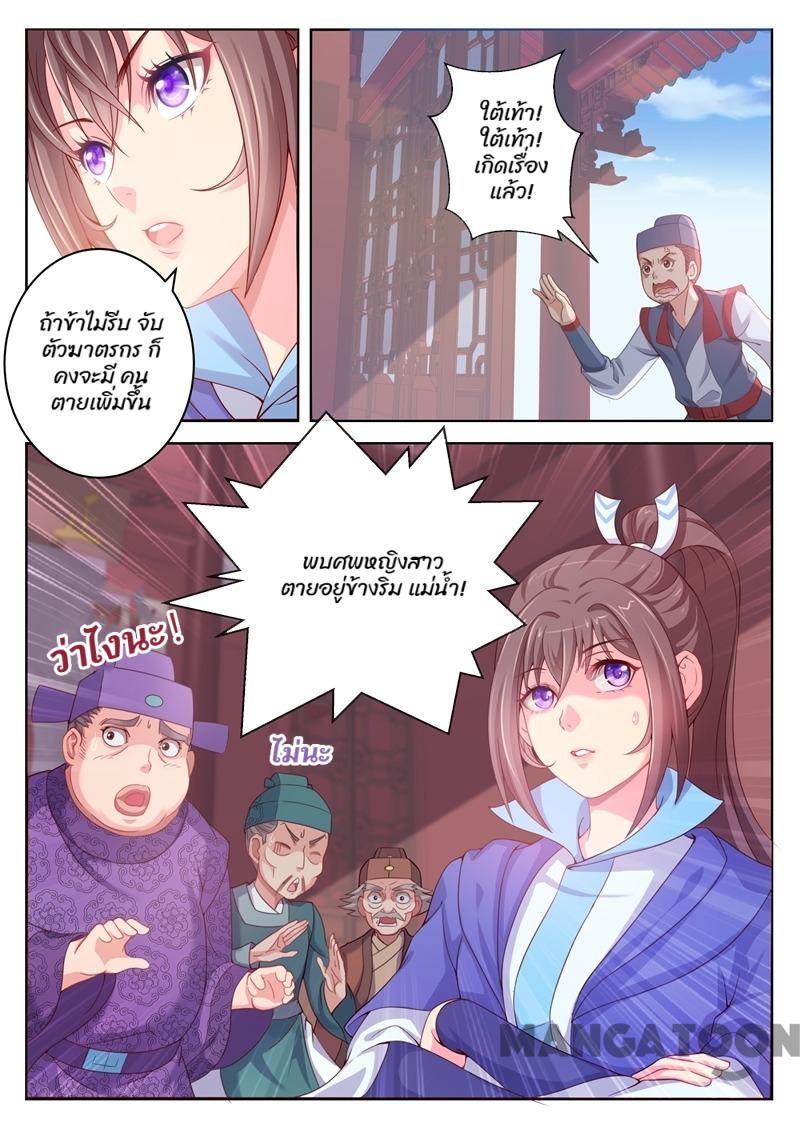 ถ้าข้าไม่รีบ จับ
ตัวฆาตรกร ก็
คงจะมี คน
ตายเพิ่มขึ้น
ใต้เท้า!
ใต้เท้า!
เกิดเรื่อง
แล้ว!
พบศพหญิงสาว
ตายอยู่ข้างริม แม่น้ำ!
ว่าไงนะ!
ไม่นะ
MANGATOON